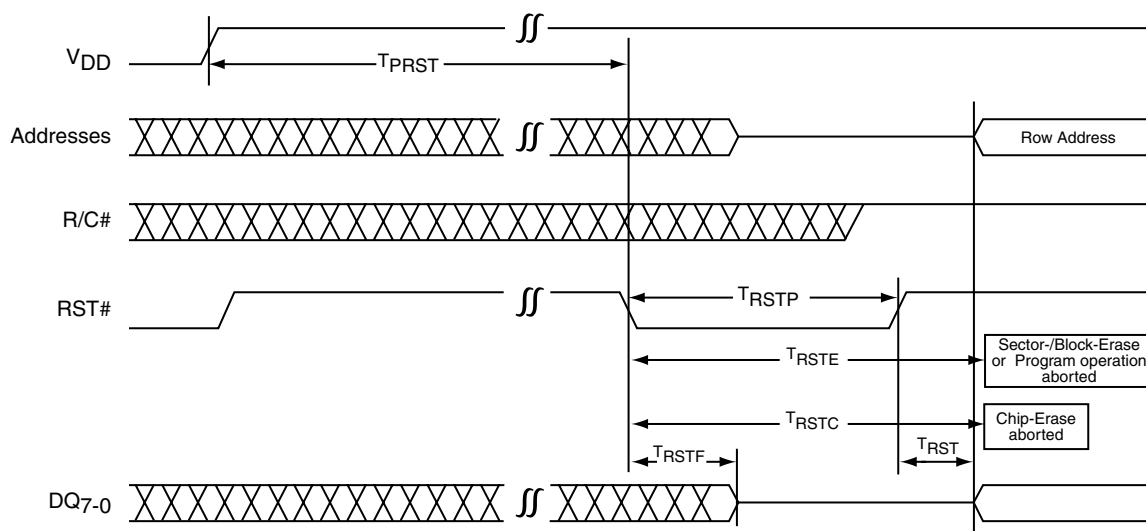 VDD
TPRST
Addresses
Row Address
R/C#
RST#
TRSTP
TRSTE
Sector-/Block-Erase
or Program operation
aborted
TRSTC
Chip-Erase
aborted
TRSTF
TRST
DQ7-0